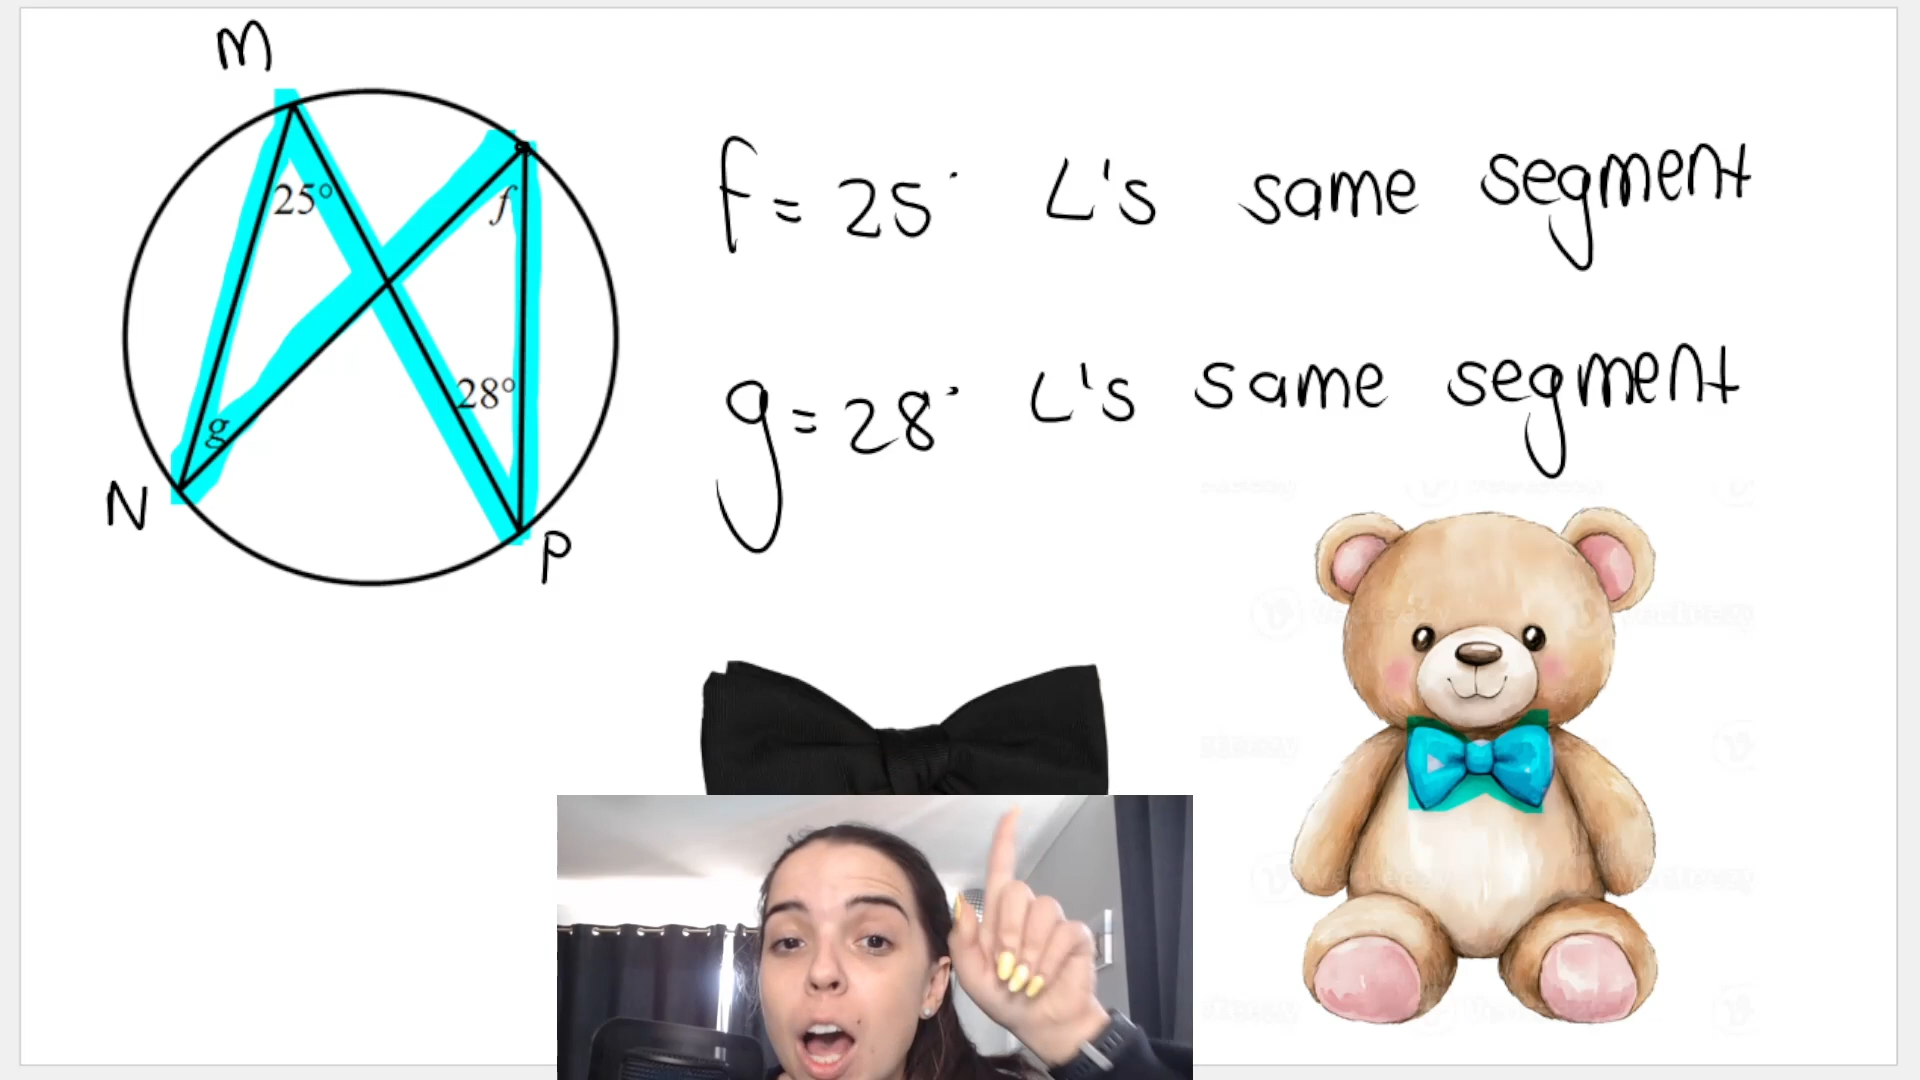 m
25°
f
28°
g
N
P
f = 25° L's same segment
g = 28° L's same segment